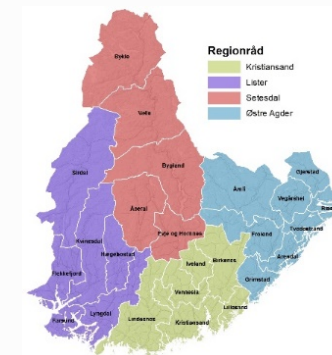 Regionråd
Kristiansand
Lister
Setesdal
Østre Agder
Bykle
Valle
Sirdal
Bygland
Gjerstad
Åmli
Vegårshei
Åseral
Tvedestrand
Evje og Hornnes
Froland
Kvinesdal
Arendal
Hægebostad
Iveland
Birkenes
Grimstad
Flekkefjord
Vennesla
Lillesand
Farsund
Lyngdal
Lindesnes
Kristiansand